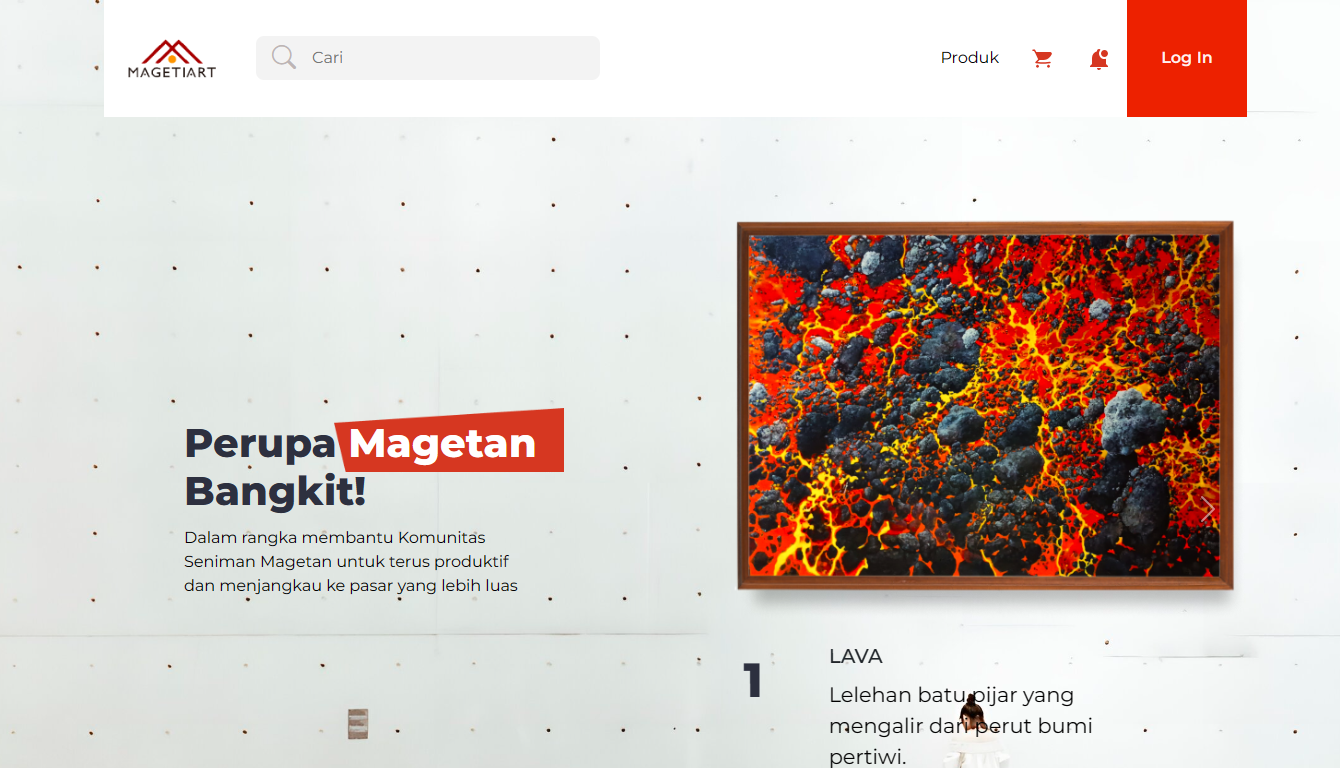 MAGETIART
Cari
Produk
Log In
Perupa Magetan
Bangkit!
Dalam rangka membantu Komunitas
Seniman Magetan untuk terus produktif
dan menjangkau ke pasar yang lebih luas
1
LAVA
Lelehan batu pijar yang
mengalir dari perut bumi
pertiwi.